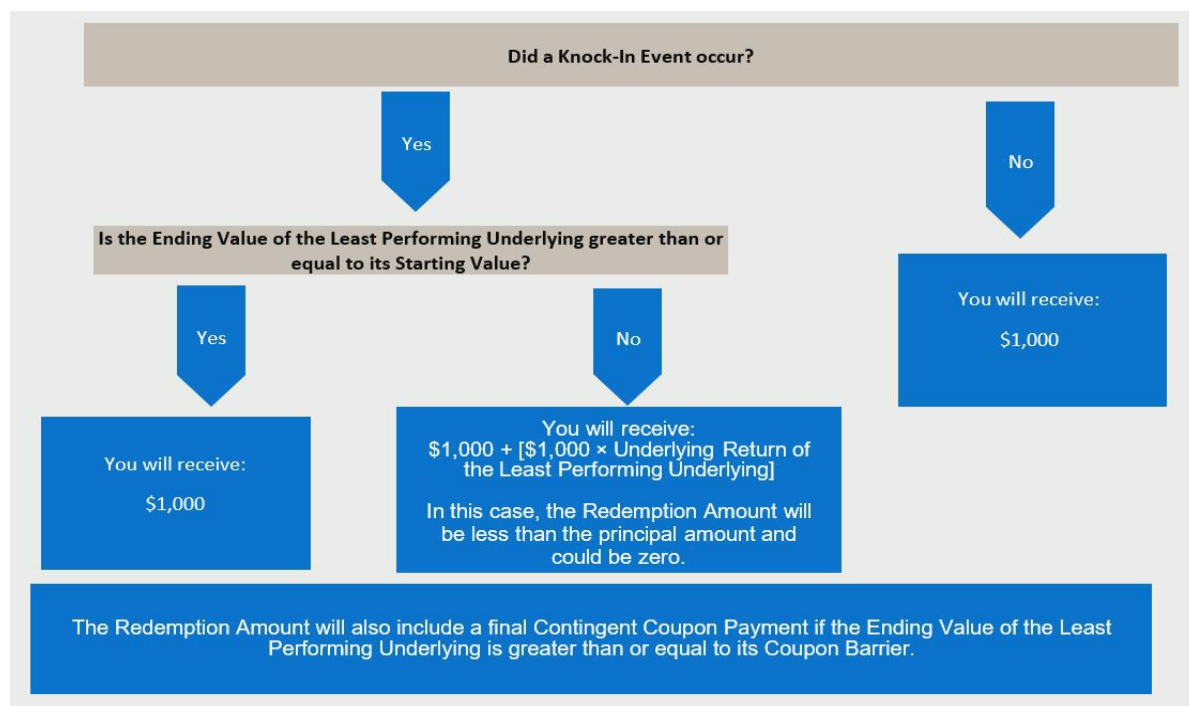 Did a Knock-In Event occur?
Yes
No
Is the Ending Value of the Least Performing Underlying greater than or
equal to its Starting Value?
Yes
No
You will receive:
$1,000
You will receive:
$1,000
You will receive:
$1,000 + [$1,000 × Underlying Return of
the Least Performing Underlying]
In this case, the Redemption Amount will
be less than the principal amount and
could be zero.
The Redemption Amount will also include a final Contingent Coupon Payment if the Ending Value of the Least
Performing Underlying is greater than or equal to its Coupon Barrier.